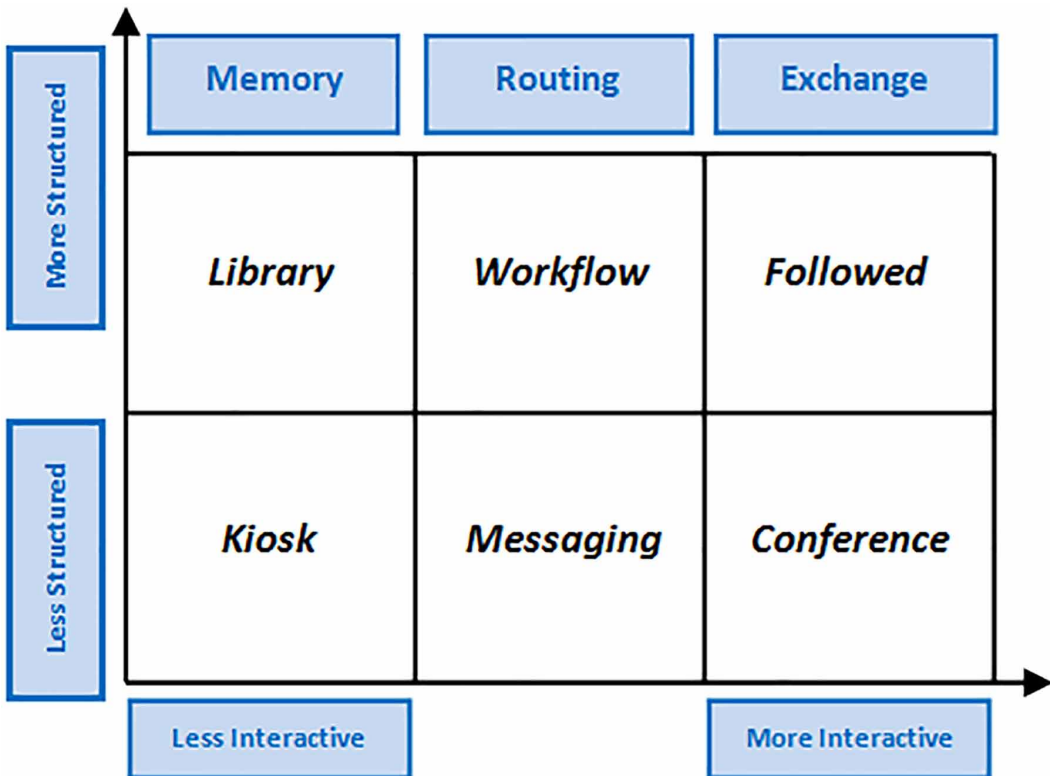 Memory
Routing
Exchange
More Structured
Library
Workflow
Followed
Less Structured
Kiosk
Messaging
Conference
Less Interactive
More Interactive